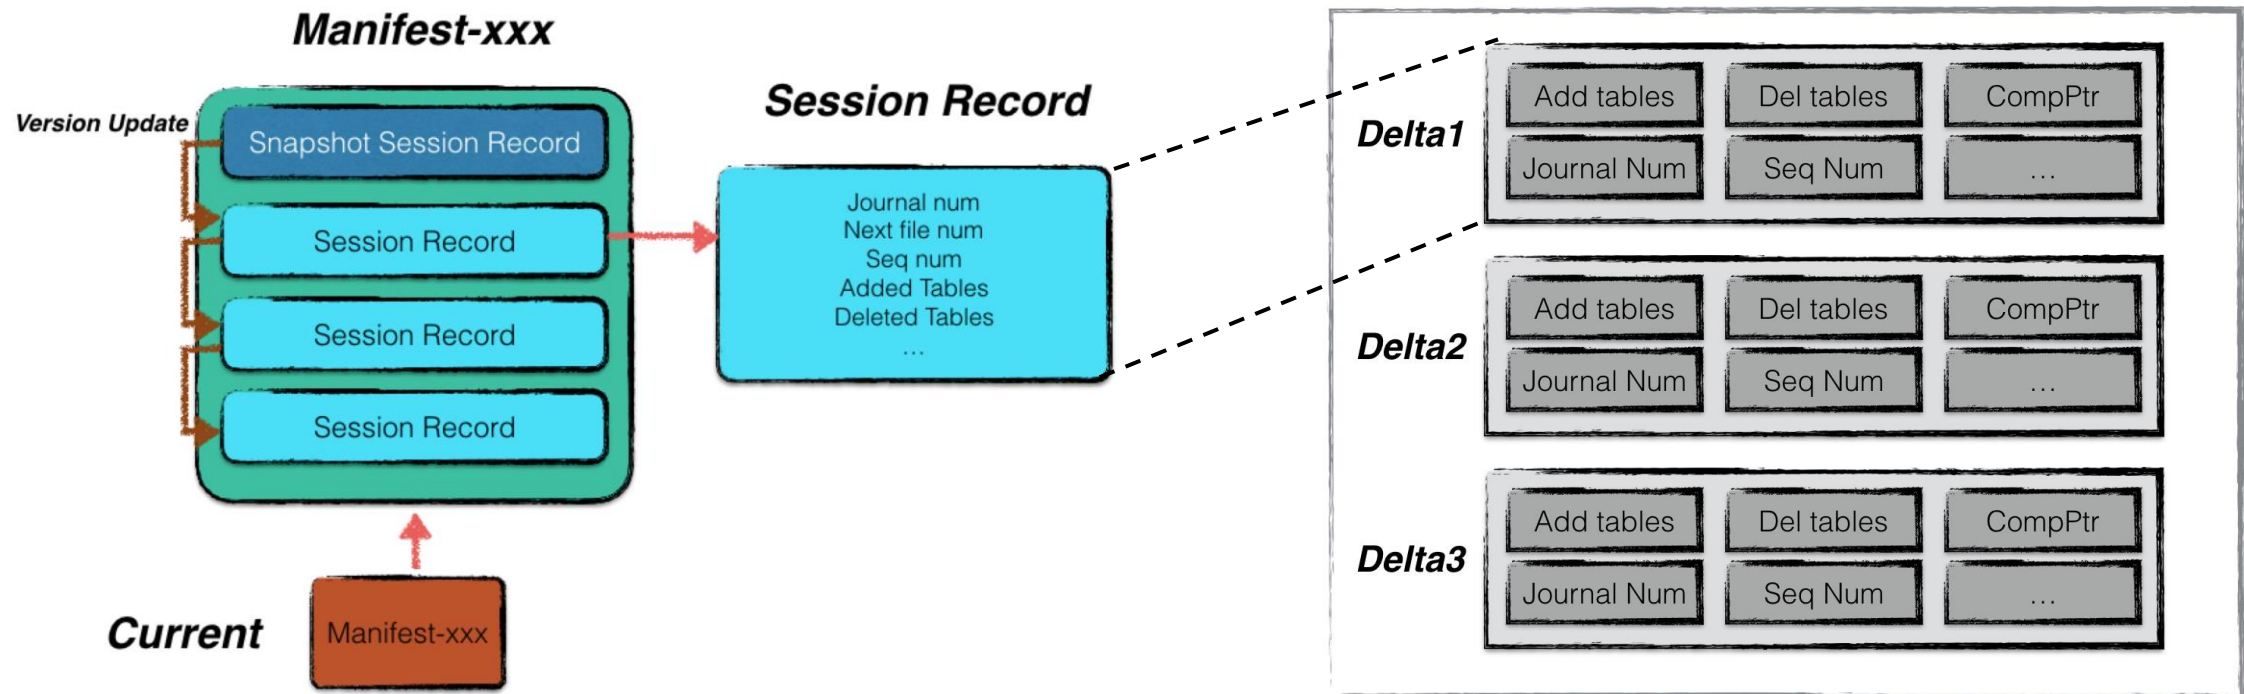 Manifest-xxx
Version Update
Snapshot Session Record
Session Record
Session Record
Session Record
Current
Manifest-xxx
Session Record
Journal num
Next file num
Seq num
Added Tables
Deleted Tables
...
Delta1
Add tables
Del tables
CompPtr
Journal Num
Seq Num
...
Delta2
Add tables
Del tables
CompPtr
Journal Num
Seq Num
...
Delta3
Add tables
Del tables
CompPtr
Journal Num
Seq Num
...